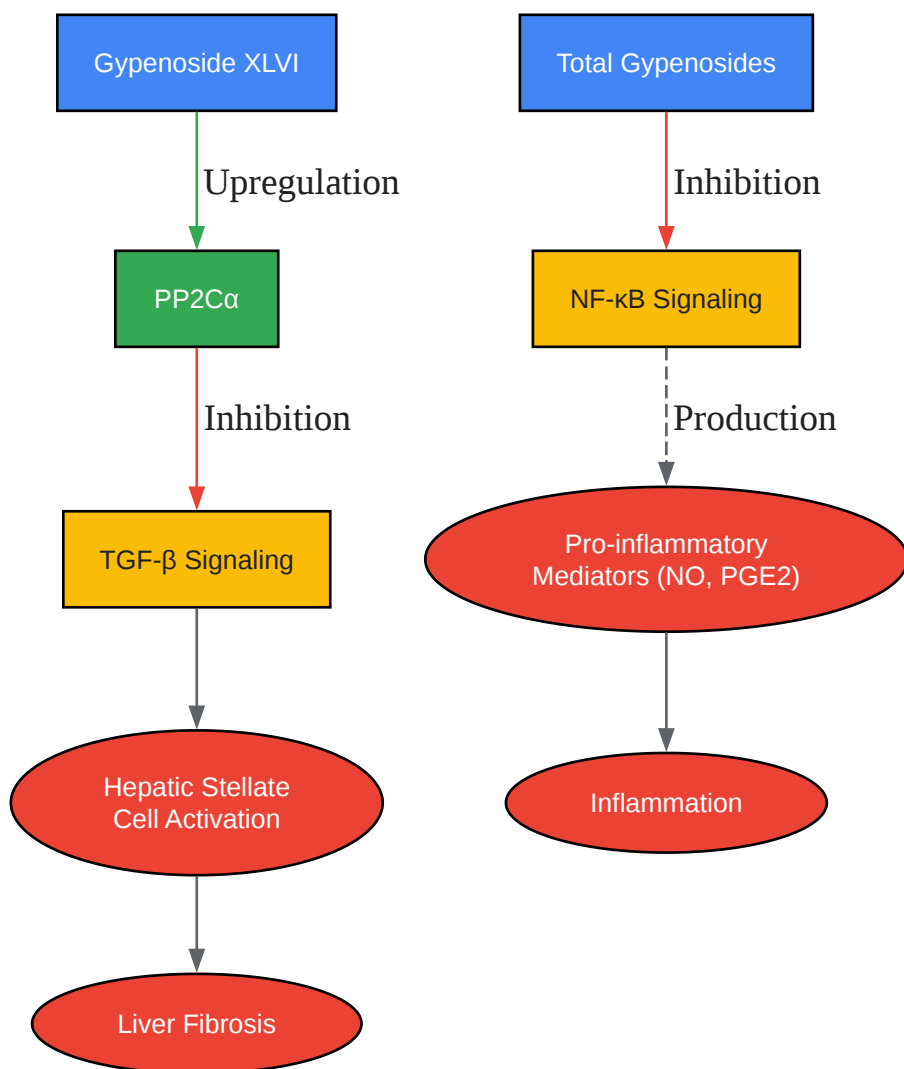 Gypenoside XLVI
Upregulation
PP2Cα
Inhibition
TGF-β Signaling
Hepatic Stellate
Cell Activation
Liver Fibrosis
Total Gypenosides
Inhibition
NF-κB Signaling
Production
Pro-inflammatory
Mediators (NO, PGE2)
Inflammation